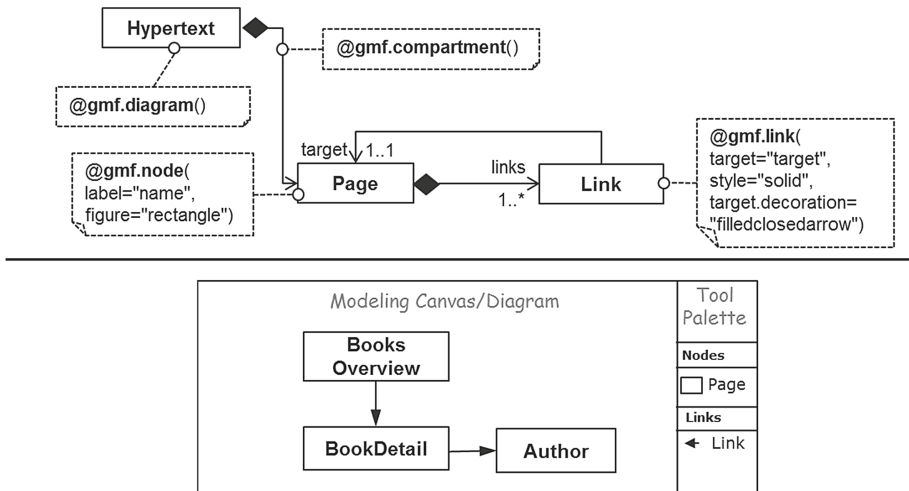 Hypertext
@gmf.compartment()
@gmf.diagram()
@gmf.node(
label="name",
figure="rectangle")
target
1..1
Page
links
1..*
Link
@gmf.link(
target="target",
style="solid",
target.decoration=
"filledclosedarrow")
Modeling Canvas/Diagram
Books
Overview
BookDetail
Author
Tool
Palette
Nodes
Page
Links
Link